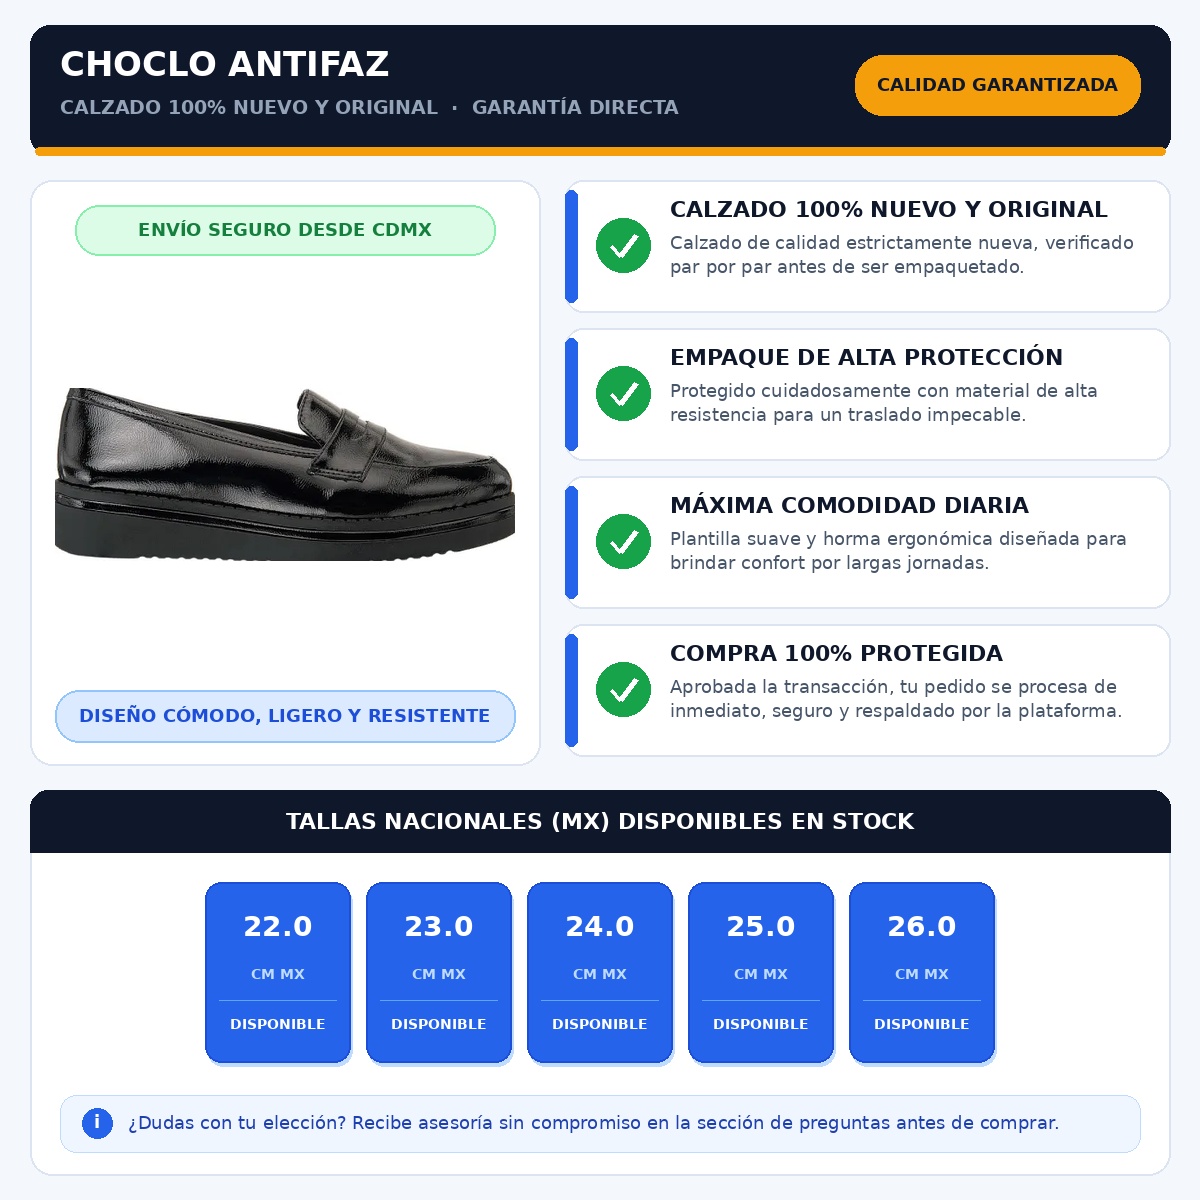 CHOCLO ANTIFAZ
CALZADO 100% NUEVO Y ORIGINAL · GARANTÍA DIRECTA
CALIDAD GARANTIZADA
ENVÍO SEGURO DESDE CDMX
DISEÑO CÓMODO, LIGERO Y RESISTENTE
CALZADO 100% NUEVO Y ORIGINAL
Calzado de calidad estrictamente nueva, verificado
par por par antes de ser empaquetado.
EMPAQUE DE ALTA PROTECCIÓN
Protegido cuidadosamente con material de alta
resistencia para un traslado impecable.
MÁXIMA COMODIDAD DIARIA
Plantilla suave y horma ergonómica diseñada para
brindar confort por largas jornadas.
COMPRA 100% PROTEGIDA
Aprobada la transacción, tu pedido se procesa de
inmediato, seguro y respaldado por la plataforma.
TALLAS NACIONALES (MX) DISPONIBLES EN STOCK
22.0
CM MX
DISPONIBLE
23.0
CM MX
DISPONIBLE
24.0
CM MX
DISPONIBLE
25.0
CM MX
DISPONIBLE
26.0
CM MX
DISPONIBLE
i
¿Dudas con tu elección? Recibe asesoría sin compromiso en la sección de preguntas antes de comprar.